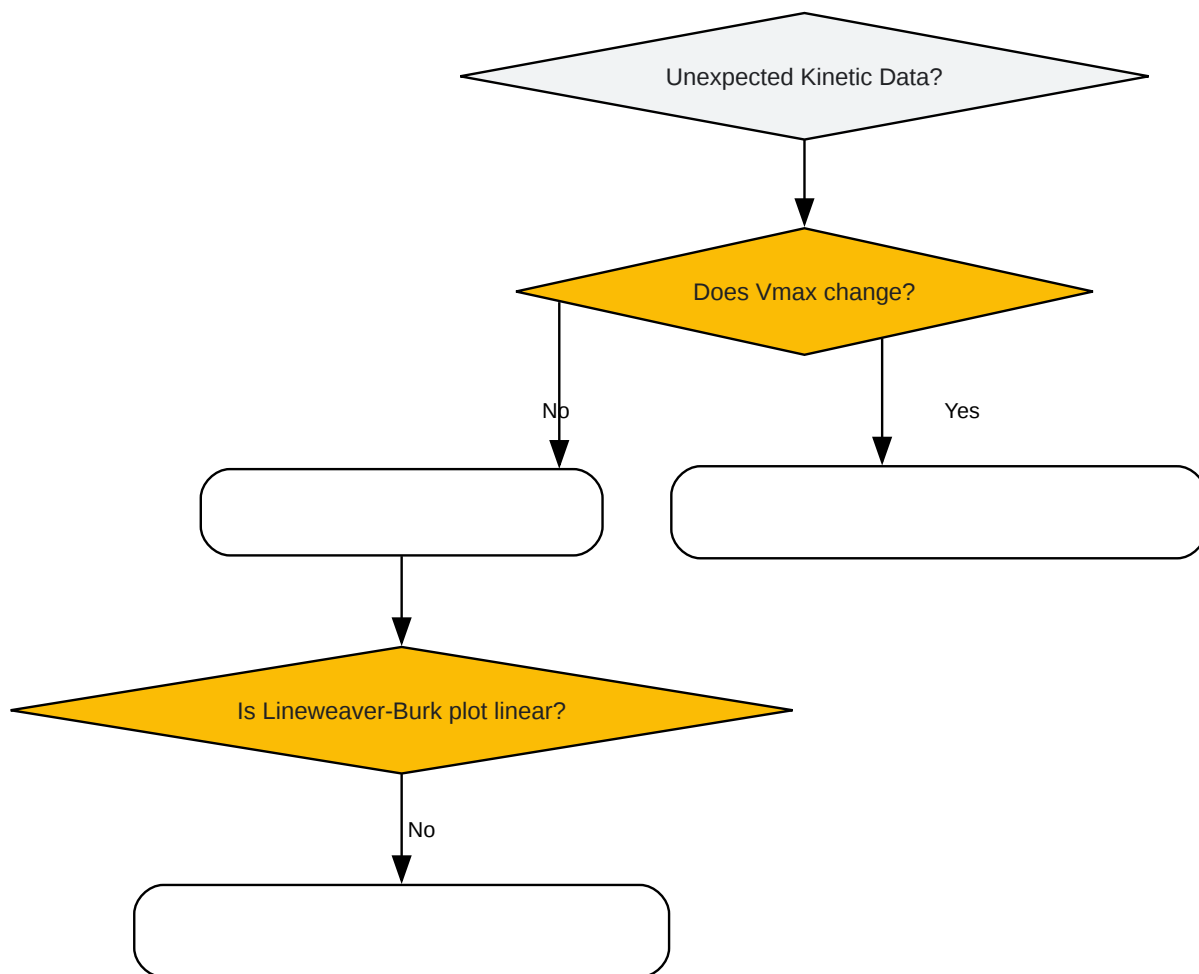 Unexpected Kinetic Data?
Does Vmax change?
No
Yes
Is Lineweaver-Burk plot linear?
No